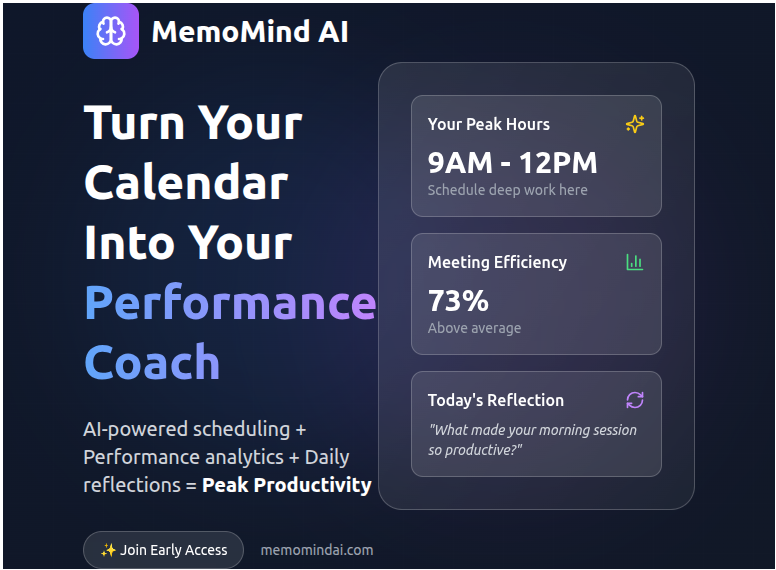 MemoMind AI
Turn Your
Calendar
Into Your
Performance
Coach
AI-powered scheduling +
Performance analytics + Daily
reflections = Peak Productivity
✨ Join Early Access
memomindai.com
Your Peak Hours
9AM - 12PM
Schedule deep work here
Meeting Efficiency
73%
Above average
Today's Reflection
"What made your morning session
so productive?"